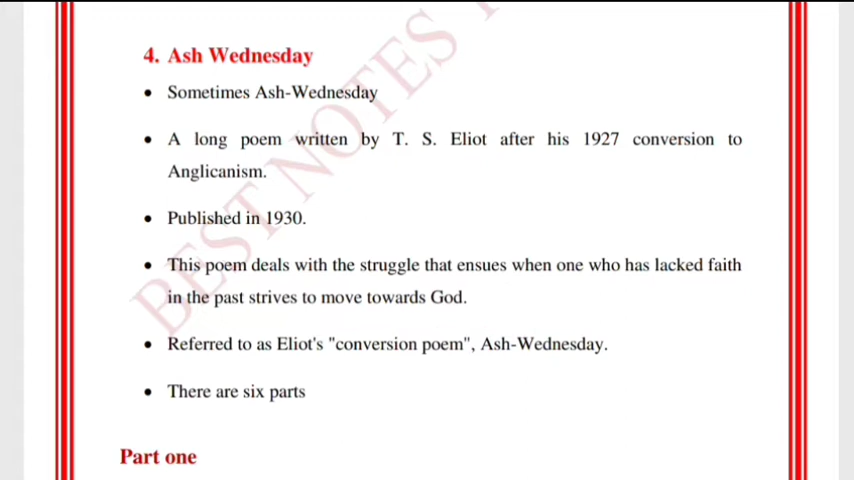 4. Ash Wednesday
• Sometimes Ash-Wednesday
• A long poem written by T. S. Eliot after his 1927 conversion to
Anglicanism.
• Published in 1930.
• This poem deals with the struggle that ensues when one who has lacked faith
in the past strives to move towards God.
• Referred to as Eliot's "conversion poem", Ash-Wednesday.
• There are six parts
Part one
BEST NOTES